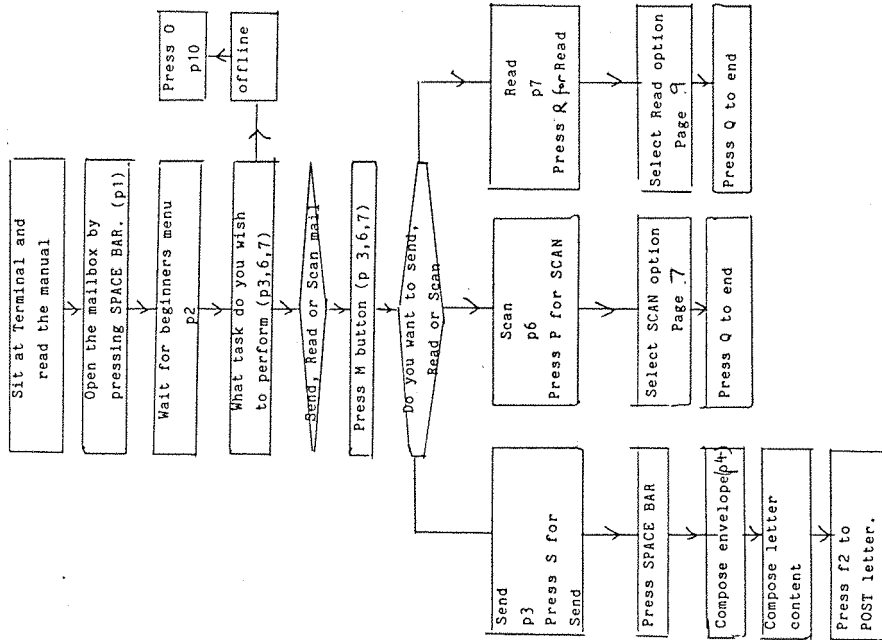 Sit at Terminal and
read the manual
Open the mailbox by
pressing SPACE BAR. (p1)
Wait for beginners menu
p2
What task do you wish
to perform (p3,6,7)
offline
Press O
p10
Send, Read or Scan mail
Press M button (p 3,6,7)
Do you want to send,
Read or Scan
Send
p3
Press S for
Send
Press SPACE BAR
Compose envelope(p4)
Compose letter
content
Press f2 to
POST letter.
Scan
p6
Press P for SCAN
Select SCAN option
Page 7
Press Q to end
Read
p7
Press R for Read
Select Read option
Page 9
Press Q to end